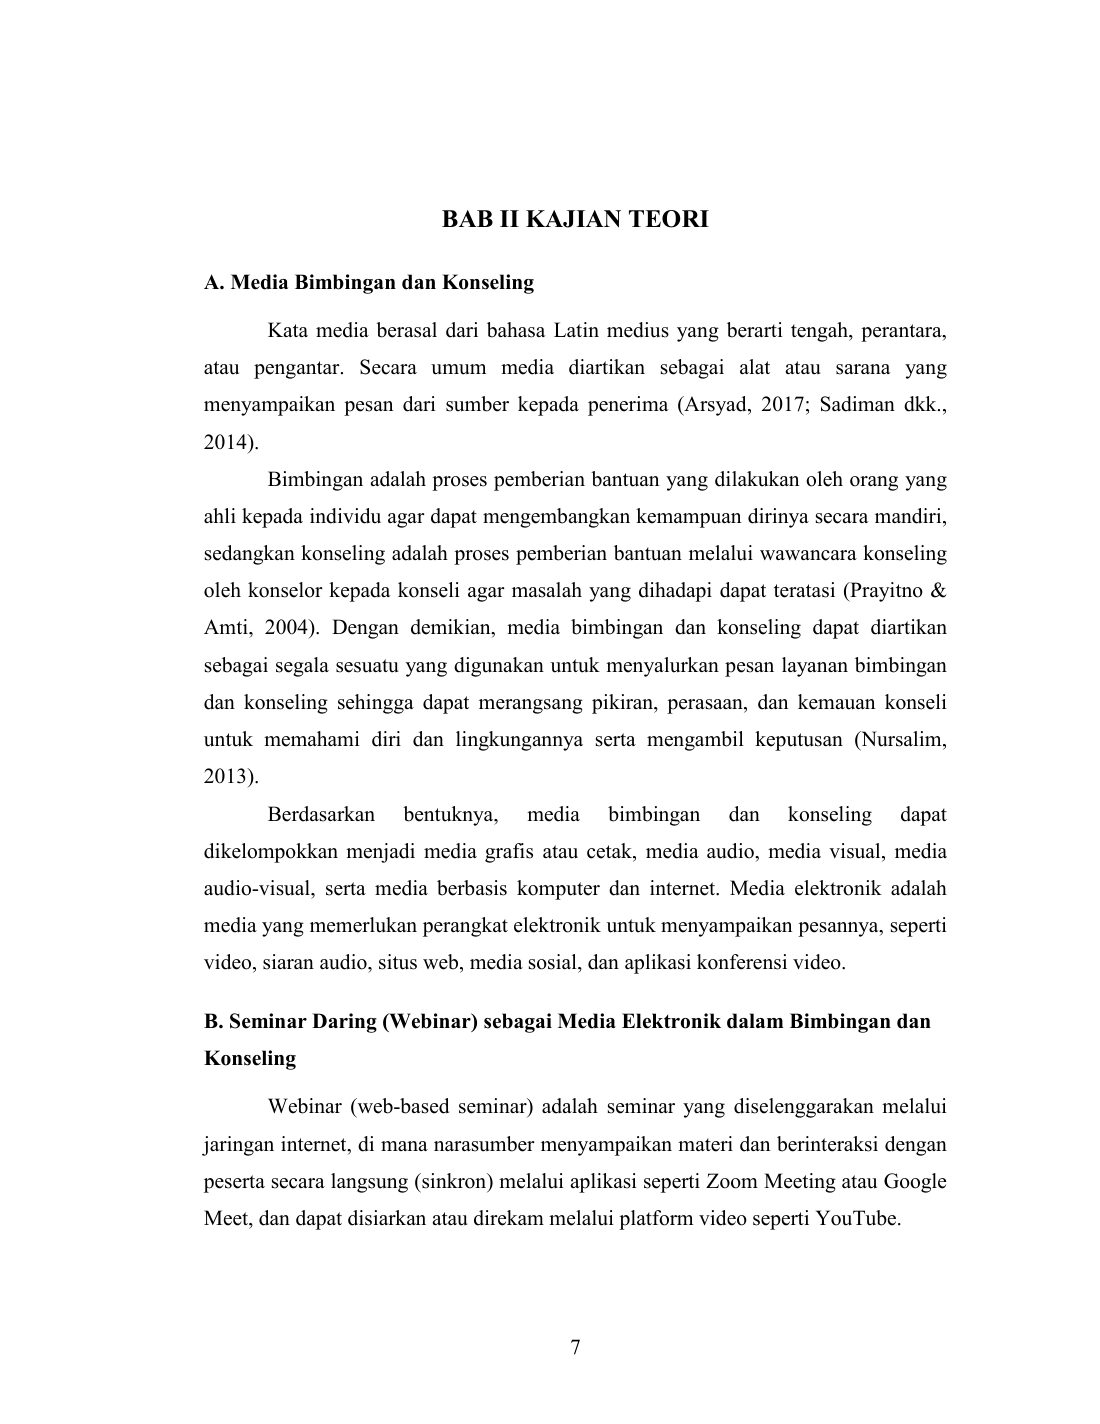 BAB II KAJIAN TEORI
A. Media Bimbingan dan Konseling
Kata media berasal dari bahasa Latin medius yang berarti tengah, perantara,
atau pengantar. Secara umum media diartikan sebagai alat atau sarana yang
menyampaikan pesan dari sumber kepada penerima (Arsyad, 2017; Sadiman dkk.,
2014).
Bimbingan adalah proses pemberian bantuan yang dilakukan oleh orang yang
ahli kepada individu agar dapat mengembangkan kemampuan dirinya secara mandiri,
sedangkan konseling adalah proses pemberian bantuan melalui wawancara konseling
oleh konselor kepada konseli agar masalah yang dihadapi dapat teratasi (Prayitno &
Amti, 2004). Dengan demikian, media bimbingan dan konseling dapat diartikan
sebagai segala sesuatu yang digunakan untuk menyalurkan pesan layanan bimbingan
dan konseling sehingga dapat merangsang pikiran, perasaan, dan kemauan konseli
untuk memahami diri dan lingkungannya serta mengambil keputusan (Nursalim,
2013).
Berdasarkan bentuknya, media bimbingan dan konseling dapat
dikelompokkan menjadi media grafis atau cetak, media audio, media visual, media
audio-visual, serta media berbasis komputer dan internet. Media elektronik adalah
media yang memerlukan perangkat elektronik untuk menyampaikan pesannya, seperti
video, siaran audio, situs web, media sosial, dan aplikasi konferensi video.
B. Seminar Daring (Webinar) sebagai Media Elektronik dalam Bimbingan dan
Konseling
Webinar (web-based seminar) adalah seminar yang diselenggarakan melalui
jaringan internet, di mana narasumber menyampaikan materi dan berinteraksi dengan
peserta secara langsung (sinkron) melalui aplikasi seperti Zoom Meeting atau Google
Meet, dan dapat disiarkan atau direkam melalui platform video seperti YouTube.
7